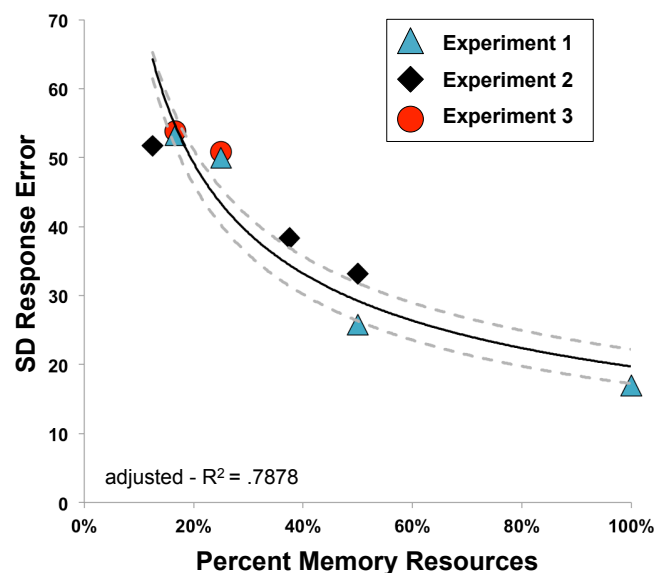 70
60
50
40
30
20
10
0
SD Response Error
Experiment 1
Experiment 2
Experiment 3
adjusted - R² = .7878
0% 20% 40% 60% 80% 100%
Percent Memory Resources